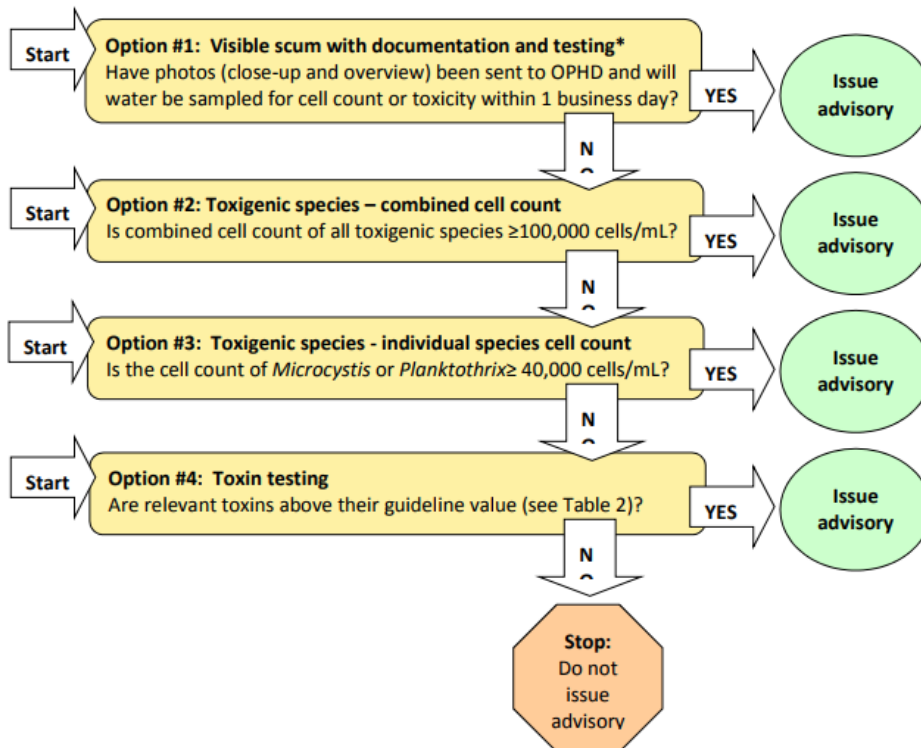 Start
Option #1: Visible scum with documentation and testing*
Have photos (close-up and overview) been sent to OPHD and will
water be sampled for cell count or toxicity within 1 business day?
YES
Issue
advisory
N
Start
Option #2: Toxigenic species – combined cell count
Is combined cell count of all toxigenic species ≥100,000 cells/mL?
YES
Issue
advisory
N
Start
Option #3: Toxigenic species - individual species cell count
Is the cell count of Microcystis or Planktothrix≥ 40,000 cells/mL?
YES
Issue
advisory
N
Start
Option #4: Toxin testing
Are relevant toxins above their guideline value (see Table 2)?
YES
Issue
advisory
N
Stop:
Do not
issue
advisory